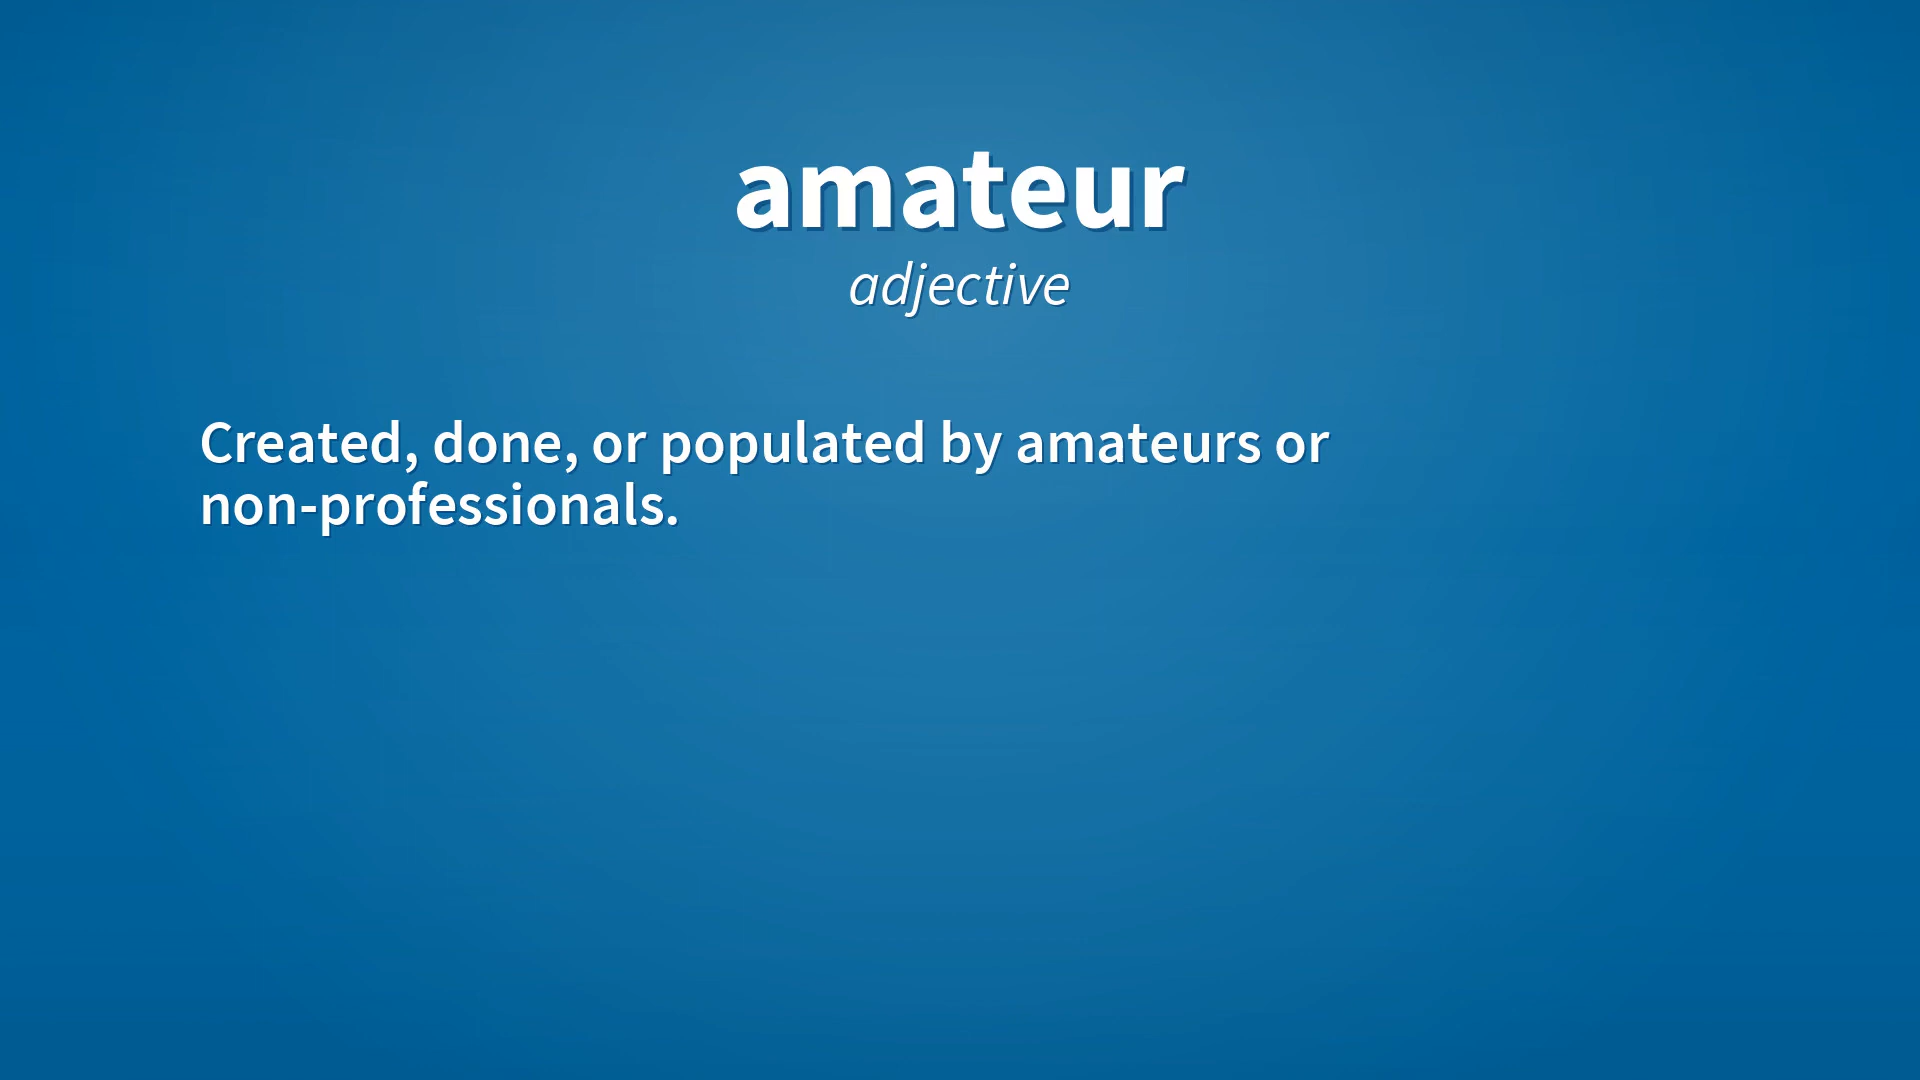 amateur
adjective
Created, done, or populated by amateurs or
non-professionals.